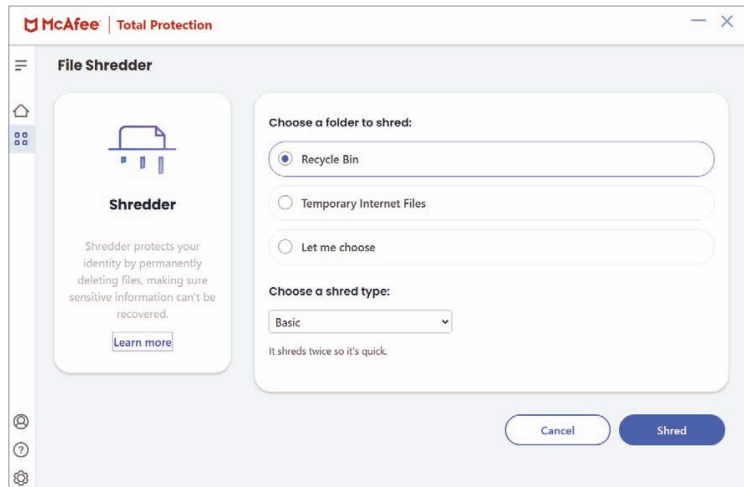 McAfee | Total Protection
File Shredder
Shredder
Shredder protects your
identity by permanently
deleting files, making sure
sensitive information can't be
recovered.
Learn more
Choose a folder to shred:
Recycle Bin
Temporary Internet Files
Let me choose
Choose a shred type:
Basic
It shreds twice so it's quick.
Cancel
Shred